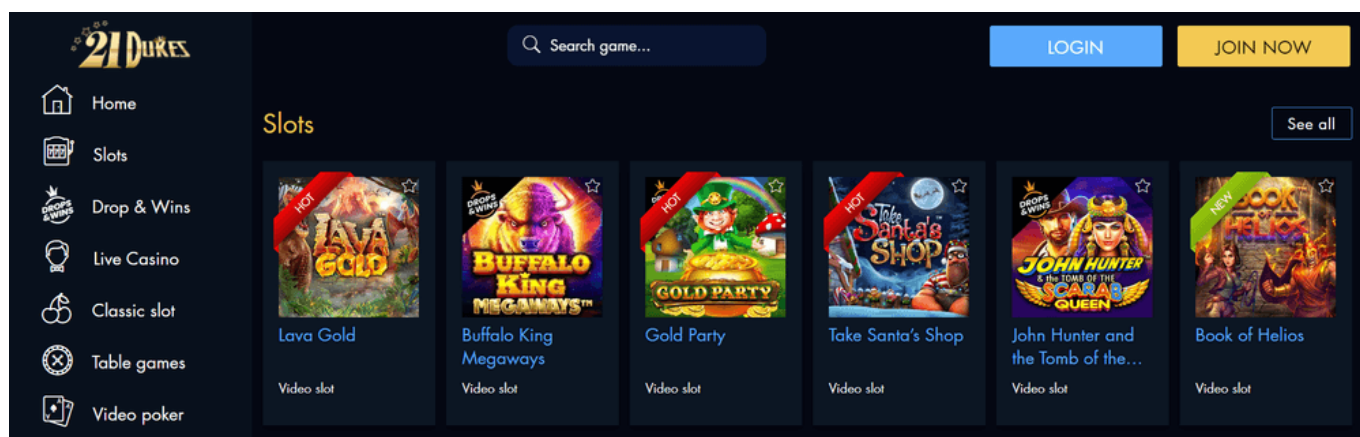 21 DUKES
Search game...
LOGIN
JOIN NOW
Home
Slots
DROPS
&WINS
Drop & Wins
Live Casino
Classic slot
Table games
Video poker
Slots
See all
HOT
LAVA
GOLD
Lava Gold
Video slot
DROPS
&WINS
BUFFALO
KING
MEGAWAYS™
Buffalo King
Megaways
Video slot
HOT
GOLD PARTY
Gold Party
Video slot
HOT
Take
Santa's
SHOP
Take Santa's Shop
Video slot
DROPS
&WINS
JOHN HUNTER
& THE TOMB OF THE
SCARAB
QUEEN
John Hunter and
the Tomb of the...
Video slot
NEW
BOOK
OF
HELIOS
Book of Helios
Video slot